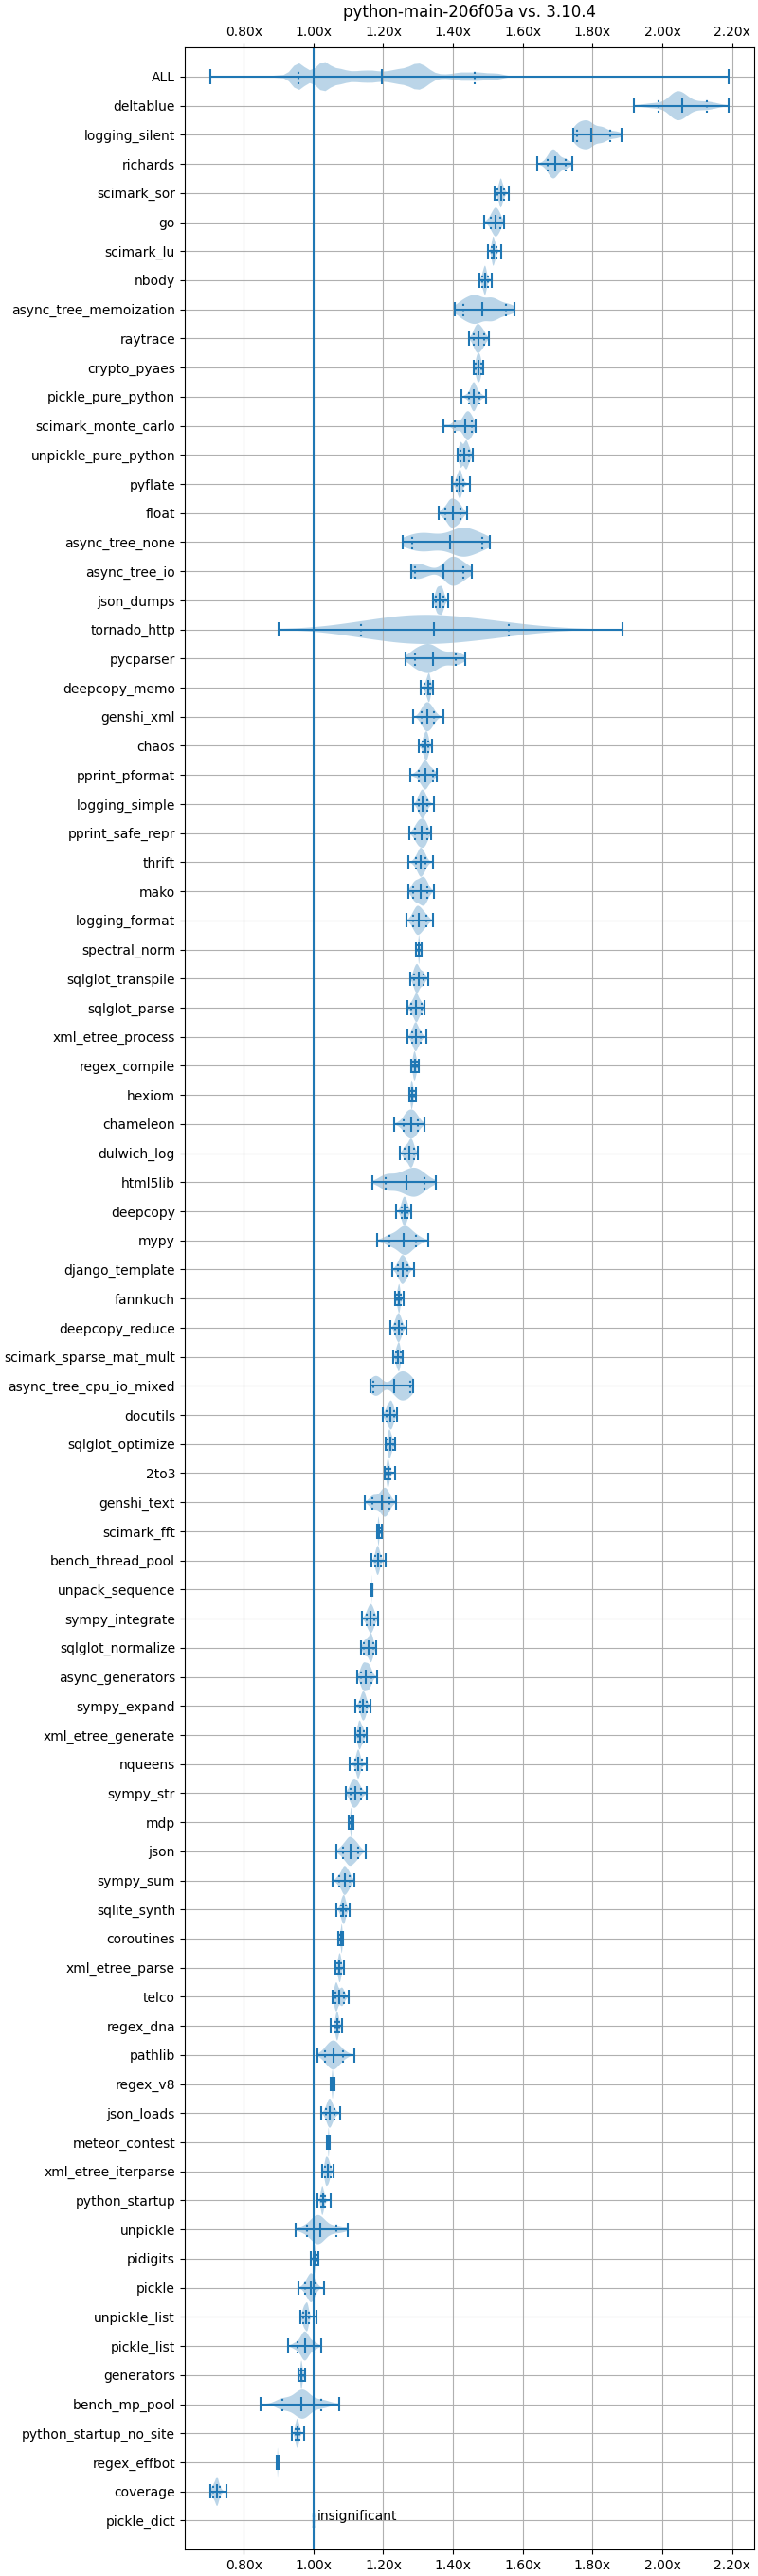 python-main-206f05a vs. 3.10.4
0.80x 1.00x 1.20x 1.40x 1.60x 1.80x 2.00x 2.20x
ALL
deltablue
logging_silent
richards
scimark_sor
go
scimark_lu
nbody
async_tree_memoization
raytrace
crypto_pyaes
pickle_pure_python
scimark_monte_carlo
unpickle_pure_python
pyflate
float
async_tree_none
async_tree_io
json_dumps
tornado_http
pycparser
deepcopy_memo
genshi_xml
chaos
pprint_pformat
logging_simple
pprint_safe_repr
thrift
mako
logging_format
spectral_norm
sqlglot_transpile
sqlglot_parse
xml_etree_process
regex_compile
hexiom
chameleon
dulwich_log
html5lib
deepcopy
mypy
django_template
fannkuch
deepcopy_reduce
scimark_sparse_mat_mult
async_tree_cpu_io_mixed
docutils
sqlglot_optimize
2to3
genshi_text
scimark_fft
bench_thread_pool
unpack_sequence
sympy_integrate
sqlglot_normalize
async_generators
sympy_expand
xml_etree_generate
nqueens
sympy_str
mdp
json
sympy_sum
sqlite_synth
coroutines
xml_etree_parse
telco
regex_dna
pathlib
regex_v8
json_loads
meteor_contest
xml_etree_iterparse
python_startup
unpickle
pidigits
pickle
unpickle_list
pickle_list
generators
bench_mp_pool
python_startup_no_site
regex_effbot
coverage
pickle_dict insignificant
0.80x 1.00x 1.20x 1.40x 1.60x 1.80x 2.00x 2.20x